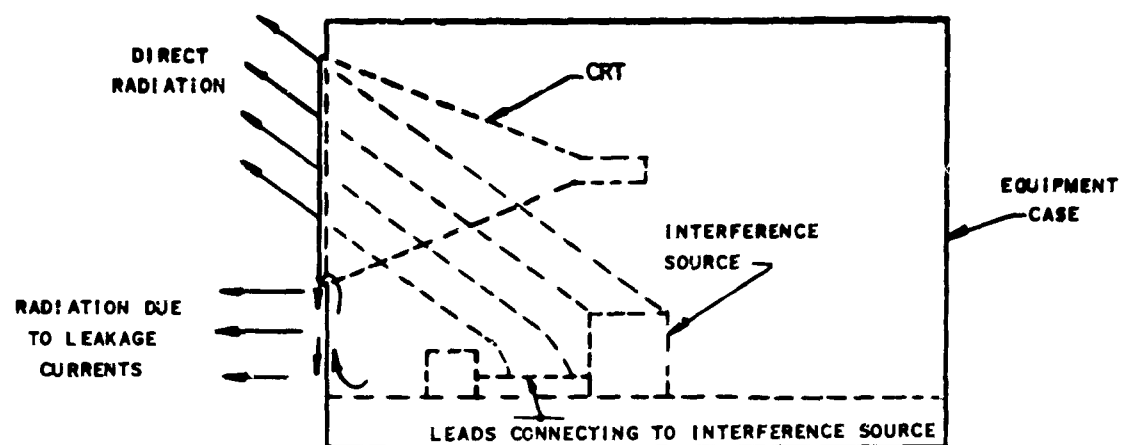 DIRECT
RADIATION
CRT
EQUIPMENT
CASE
INTERFERENCE
SOURCE
RADIATION DUE
TO LEAKAGE
CURRENTS
LEADS CONNECTING TO INTERFERENCE SOURCE